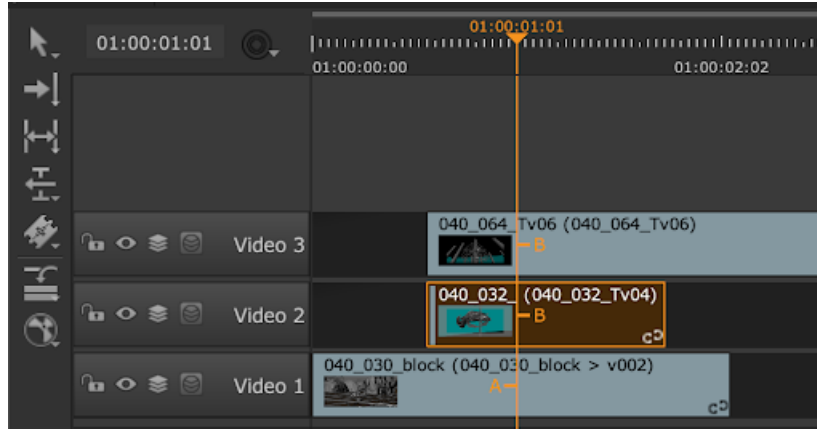 01:00:01:01
01:00:01:01
01:00:00:00
01:00:02:02
Video 3
040_064_Tv06 (040_064_Tv06)
B
Video 2
040_032_ (040_032_Tv04)
B
Video 1
040_030_block (040_030_block > v002)
A